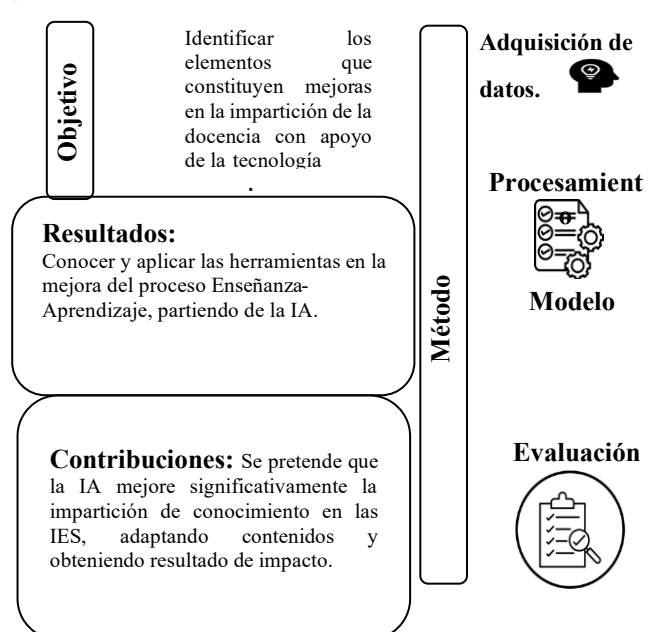 Objetivo
Identificar los
elementos que
constituyen mejoras
en la impartición de la
docencia con apoyo
de la tecnología
.
Resultados:
Conocer y aplicar las herramientas en la
mejora del proceso Enseñanza-
Aprendizaje, partiendo de la IA.
Contribuciones: Se pretende que
la IA mejore significativamente la
impartición de conocimiento en las
IES, adaptando contenidos y
obteniendo resultado de impacto.
Método
Adquisición de
datos.
Procesamient
o
Modelo
Evaluación